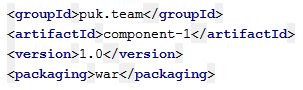 <groupId>puk.team</groupId>
<artifactId>component-1</artifactId>
<version>1.0</version>
<packaging>war</packaging>